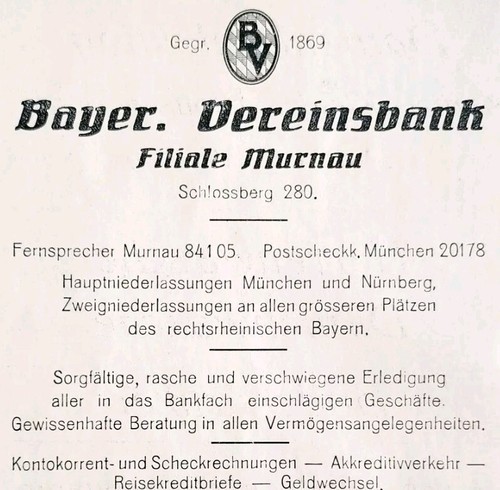 Gegr. BV 1869
Bayer. Vereinsbank
Filiale Murnau
Schlossberg 280.
Fernsprecher Murnau 84105. Postscheckk. München 20178
Hauptniederlassungen München und Nürnberg,
Zweigniederlassungen an allen grösseren Plätzen
des rechtsrheinischen Bayern.
Sorgfältige, rasche und verschwiegene Erledigung
aller in das Bankfach einschlägigen Geschäfte.
Gewissenhafte Beratung in allen Vermögensangelegenheiten.
Kontokorrent- und Scheckrechnungen — Akkreditivverkehr —
Reisekreditbriefe — Geldwechsel.